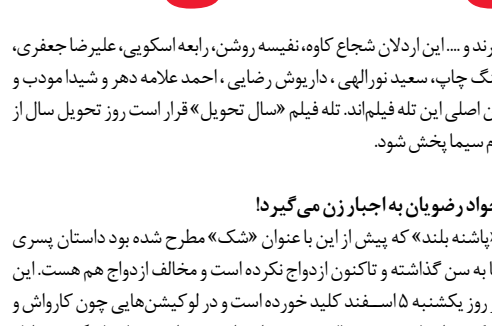 رند و .... این اردلان شجاع کاوه، نفیسه روشن، رابعه اسکویی، علیرضا جعفری،
نگ چاپ، سعید نورالهی ، داریوش رضایی ، احمد علامه دهر و شیدا مودب و
ن اصلی این تله فیلم‌اند. تله فیلم «سال تحویل» قرار است روز تحویل سال از
م سیما پخش شود.
جواد رضویان به اجبار زن می‌گیرد!
«پاشنه بلند» که پیش از این با عنوان «شک» مطرح شده بود داستان پسری
ا به سن گذاشته و تاکنون ازدواج نکرده است و مخالف ازدواج هم هست. این
روز یکشنبه ۵ اسفند کلید خورده است و در لوکیشن‌هایی چون کارواش و